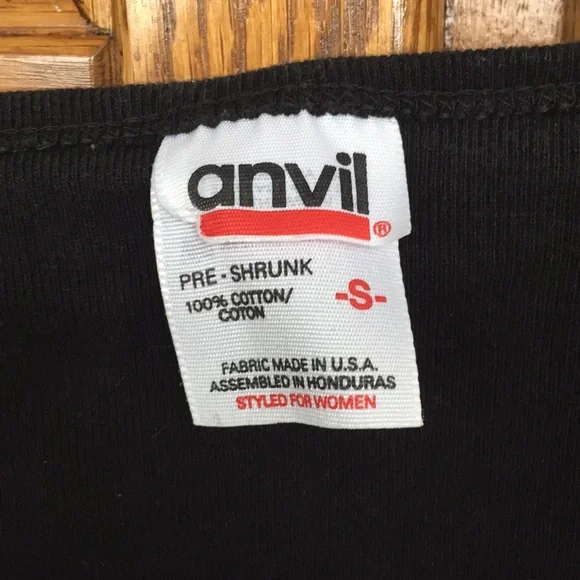 anvil®
PRE-SHRUNK
100% COTTON/
COTON
-S-
FABRIC MADE IN U.S.A.
ASSEMBLED IN HONDURAS
STYLED FOR WOMEN